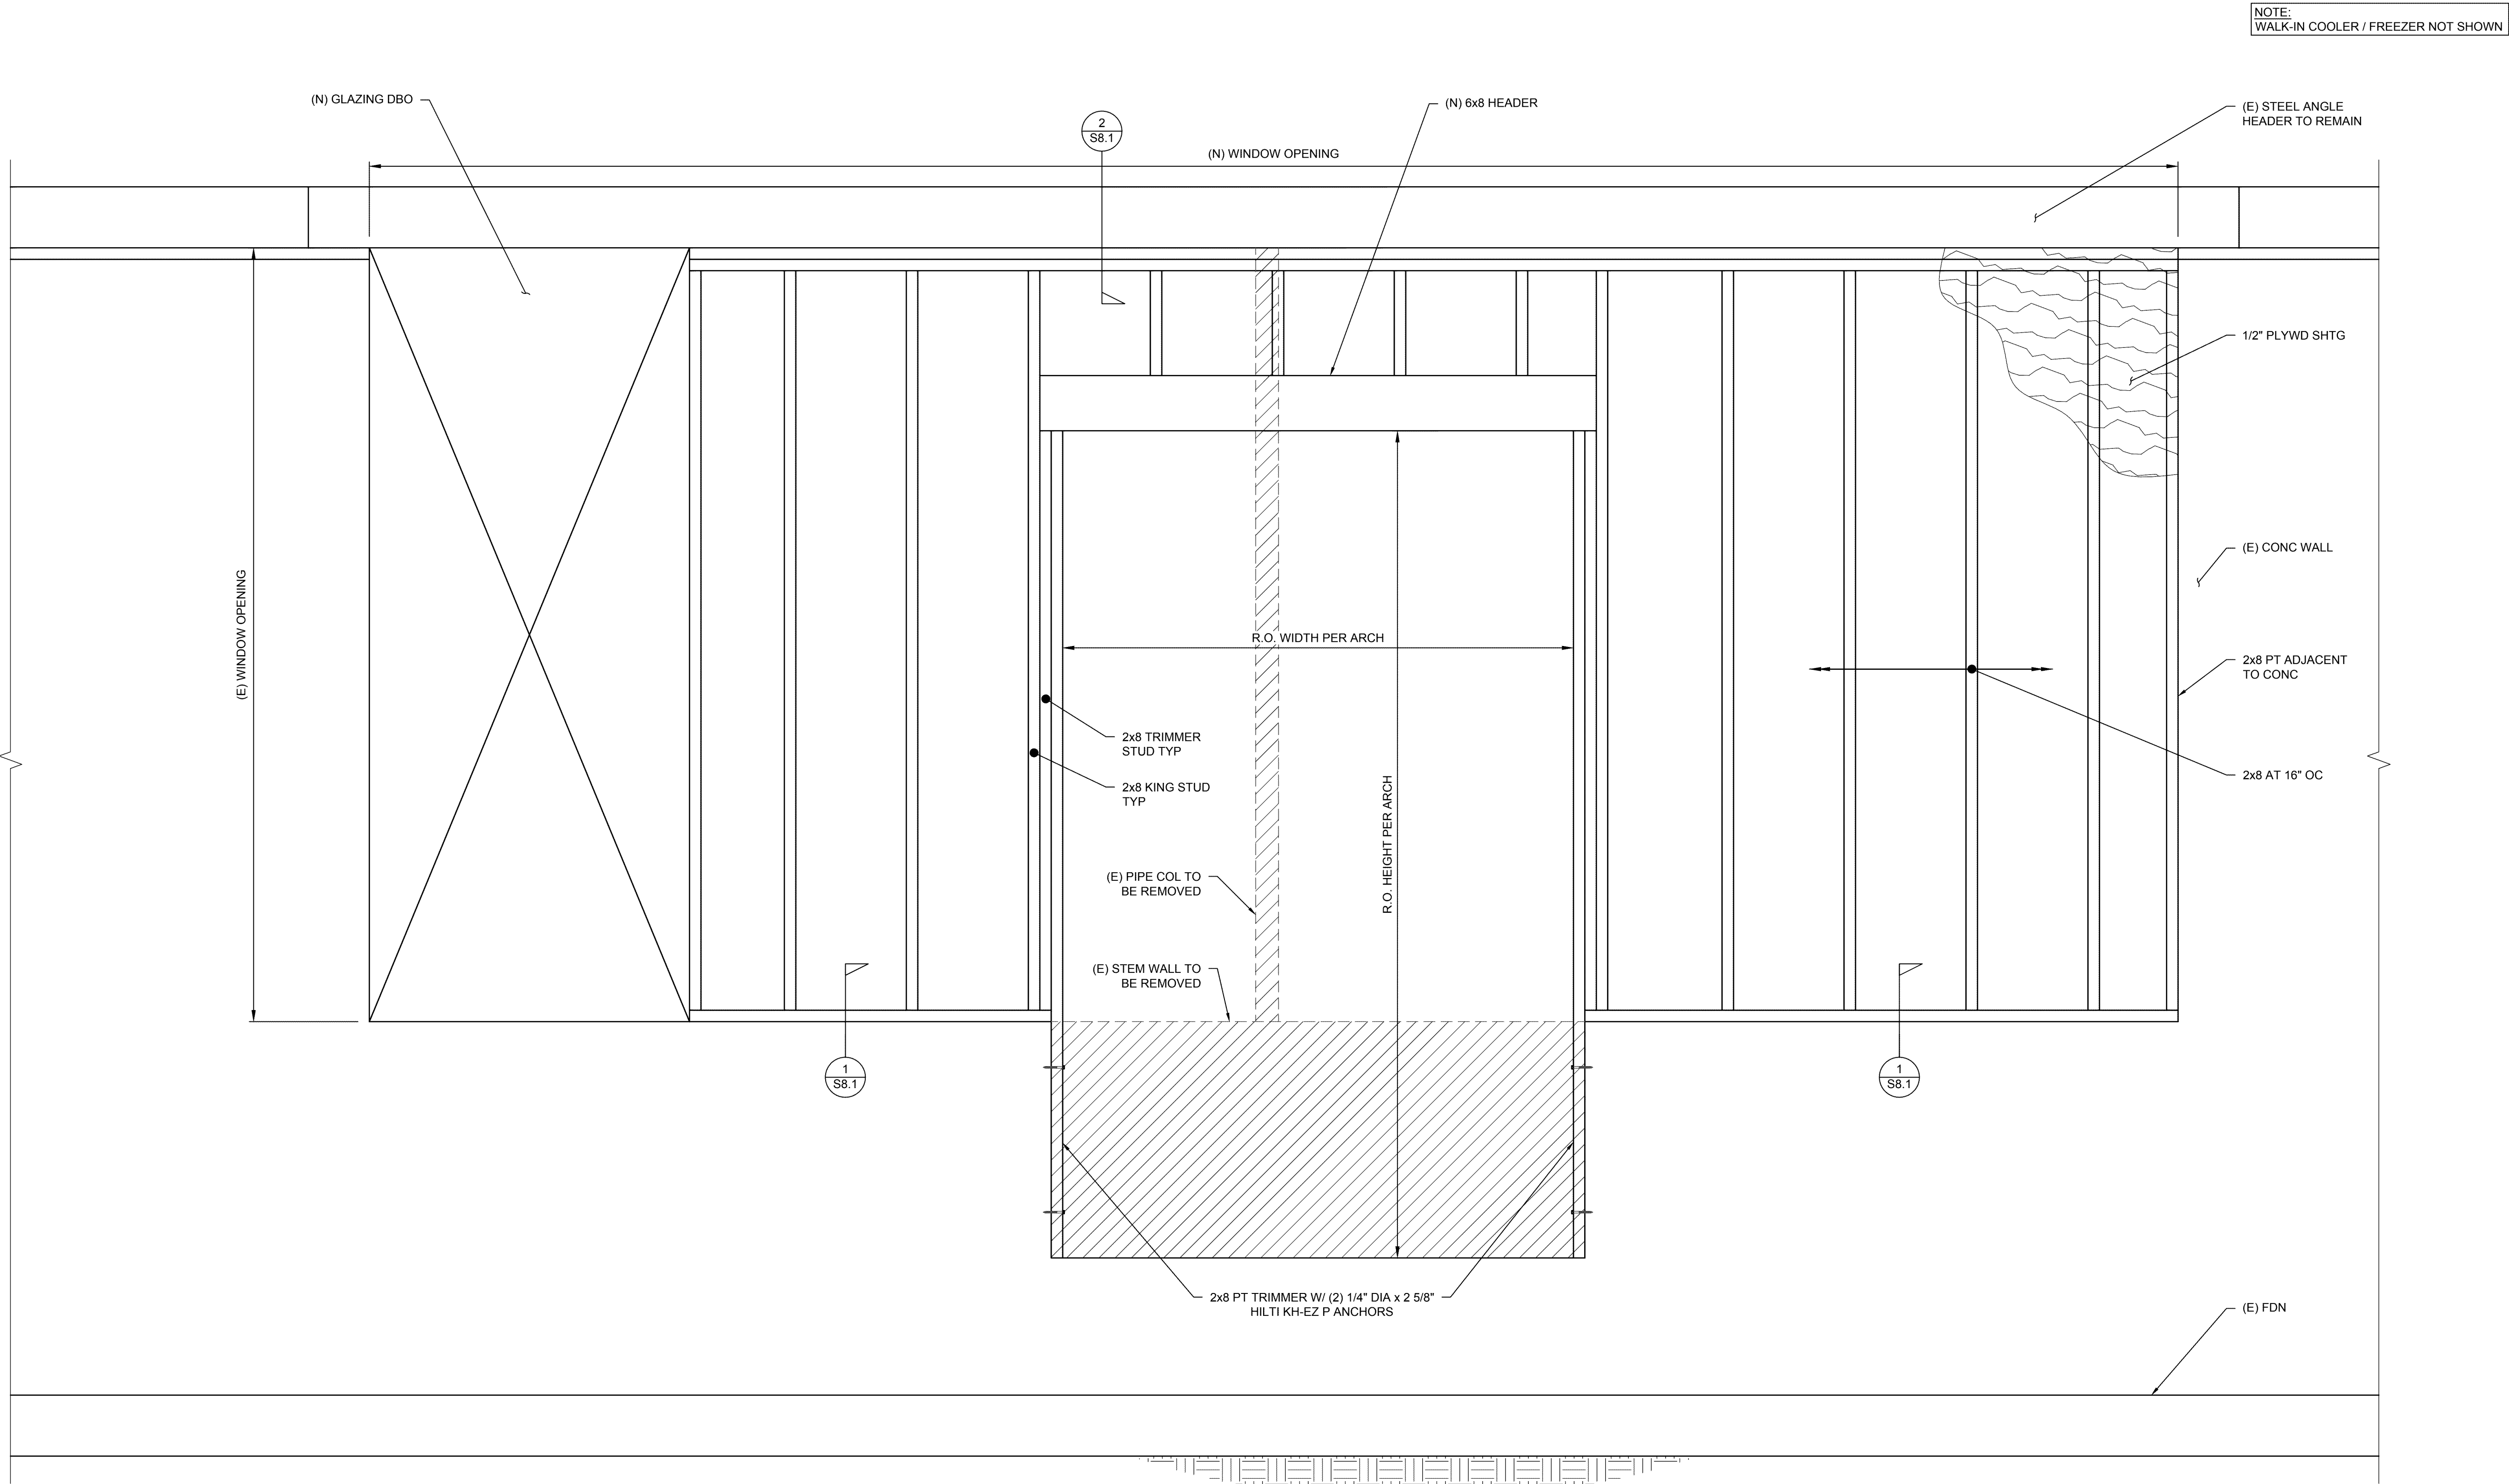 NOTE:
WALK-IN COOLER / FREEZER NOT SHOWN
(N) GLAZING DBO
2
S8.1
(N) 6x8 HEADER
(E) STEEL ANGLE
HEADER TO REMAIN
(N) WINDOW OPENING
1/2" PLYWD SHTG
(E) CONC WALL
(E) WINDOW OPENING
R.O. WIDTH PER ARCH
2x8 PT ADJACENT
TO CONC
2x8 TRIMMER
STUD TYP
2x8 KING STUD
TYP
2x8 AT 16" OC
R.O. HEIGHT PER ARCH
(E) PIPE COL TO
BE REMOVED
(E) STEM WALL TO
BE REMOVED
1
S8.1
1
S8.1
2x8 PT TRIMMER W/ (2) 1/4" DIA x 2 5/8"
HILTI KH-EZ P ANCHORS
(E) FDN